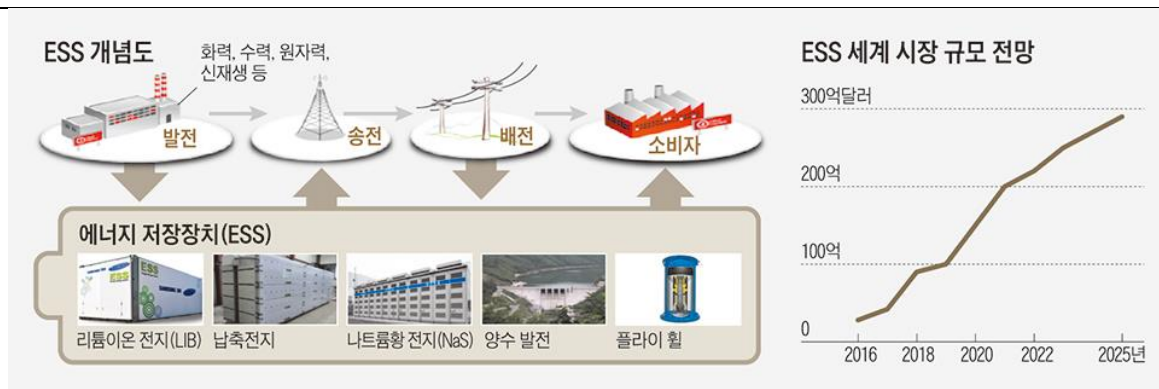 ESS 개념도
화력, 수력, 원자력,
신재생 등
발전
송전
배전
소비자
에너지 저장장치(ESS)
ESS
리튬이온 전지(LIB)
납축전지
나트륨황 전지(NaS)
양수 발전
플라이 휠
ESS 세계 시장 규모 전망
300억달러
200억
100억
0
2016
2018
2020
2022
2025년